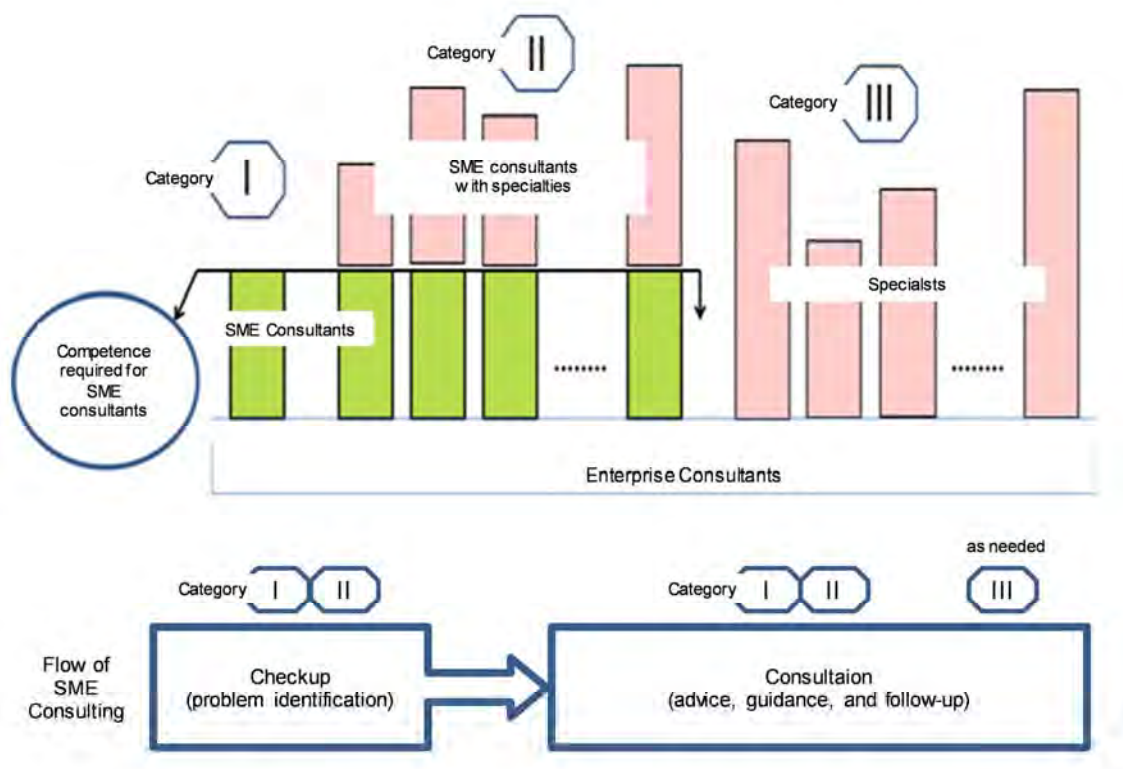 Category II
Category III
Category I
SME consultants
with specialties
Specialsts
SME Consultants
Competence
required for
SME
consultants
........
........
Enterprise Consultants
as needed
Category I II
Category I II
III
Flow of
SME
Consulting
Checkup
(problem identification)
Consultaion
(advice, guidance, and follow-up)